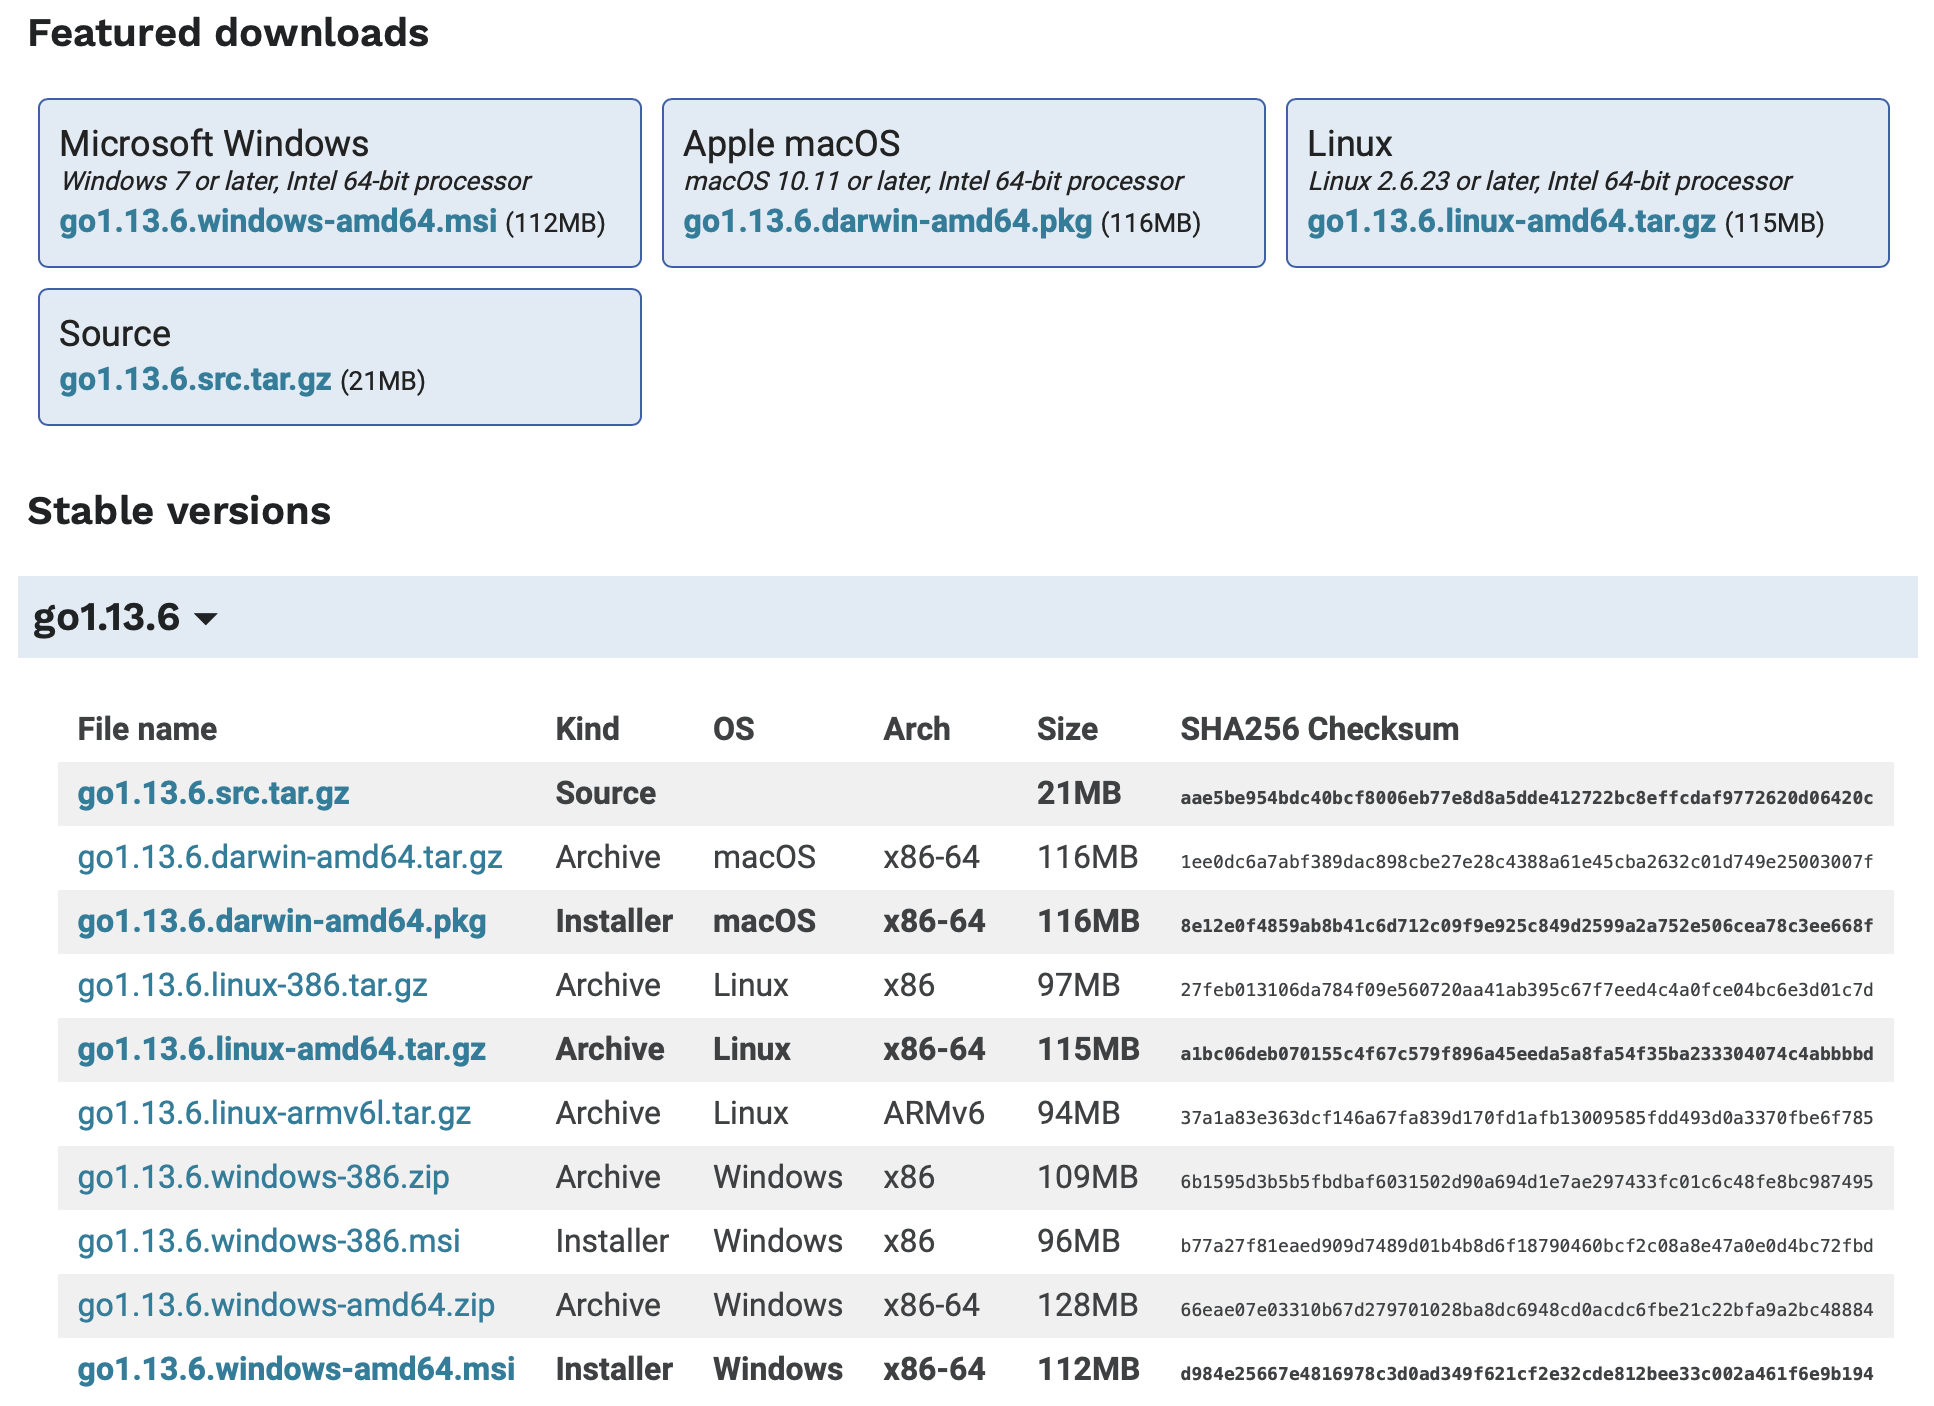 Featured downloads
Microsoft Windows
Windows 7 or later, Intel 64-bit processor
go1.13.6.windows-amd64.msi (112MB)
Apple macOS
macOS 10.11 or later, Intel 64-bit processor
go1.13.6.darwin-amd64.pkg (116MB)
Linux
Linux 2.6.23 or later, Intel 64-bit processor
go1.13.6.linux-amd64.tar.gz (115MB)
Source
go1.13.6.src.tar.gz (21MB)
Stable versions
go1.13.6 ▾
File name Kind OS Arch Size SHA256 Checksum
go1.13.6.src.tar.gz Source 21MB aae5be954bdc40bcf8006eb77e8d8a5dde412722bc8effcdaf9772620d06420c
go1.13.6.darwin-amd64.tar.gz Archive macOS x86-64 116MB 1ee0dc6a7abf389dac898cbe27e28c4388a61e45cba2632c01d749e25003007f
go1.13.6.darwin-amd64.pkg Installer macOS x86-64 116MB 8e12e0f4859ab8b41c6d712c09f9e925c849d2599a2a752e506cea78c3ee668f
go1.13.6.linux-386.tar.gz Archive Linux x86 97MB 27feb013106da784f09e560720aa41ab395c67f7eed4c4a0fce04bc6e3d01c7d
go1.13.6.linux-amd64.tar.gz Archive Linux x86-64 115MB a1bc06deb070155c4f67c579f896a45eeda5a8fa54f35ba233304074c4abbbbd
go1.13.6.linux-armv6l.tar.gz Archive Linux ARMv6 94MB 37a1a83e363dcf146a67fa839d170fd1afb13009585fdd493d0a3370fbe6f785
go1.13.6.windows-386.zip Archive Windows x86 109MB 6b1595d3b5b5fbdbaf6031502d90a694d1e7ae297433fc01c6c48fe8bc987495
go1.13.6.windows-386.msi Installer Windows x86 96MB b77a27f81eaed909d7489d01b4b8d6f18790460bcf2c08a8e47a0e0d4bc72fbd
go1.13.6.windows-amd64.zip Archive Windows x86-64 128MB 66eae07e03310b67d279701028ba8dc6948cd0acdc6fbe21c22bfa9a2bc48884
go1.13.6.windows-amd64.msi Installer Windows x86-64 112MB d984e25667e4816978c3d0ad349f621cf2e32cde812bee33c002a461f6e9b194